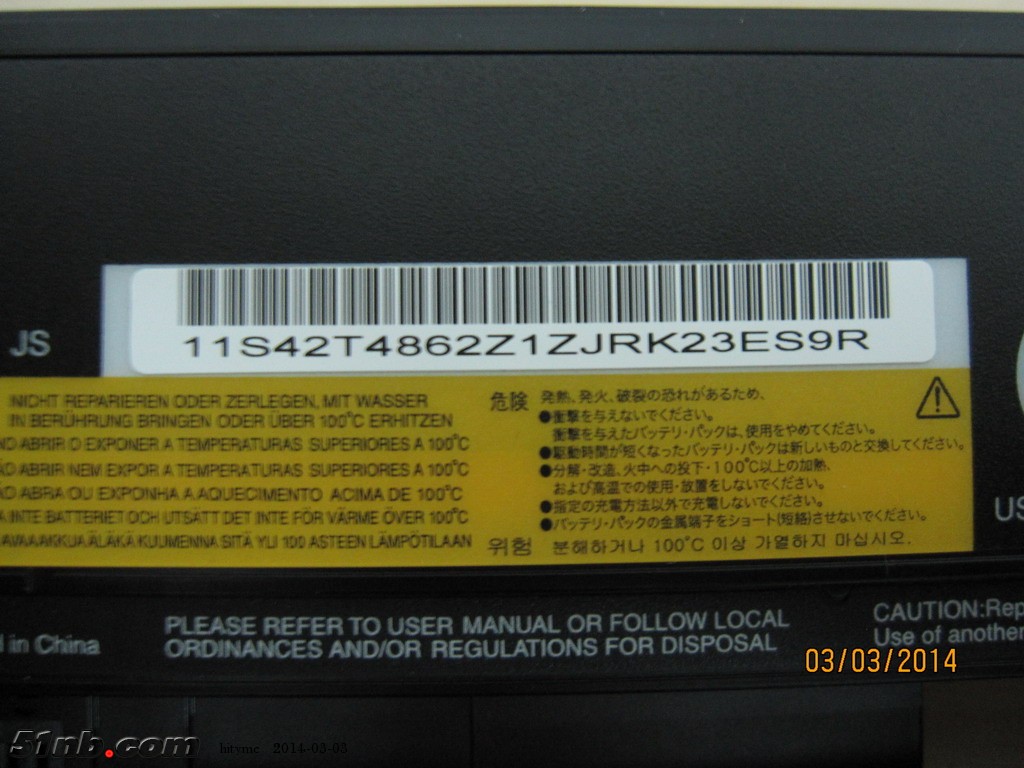 JS
11S42T4862Z1ZJRK23ES9R
NICHT REPARIEREN ODER ZERLEGEN, MIT WASSER
IN BERÜHRUNG BRINGEN ODER ÜBER 100°C ERHITZEN
ABRIR O EXPONER A TEMPERATURAS SUPERIORES A 100°C
ABRIR NEM EXPOR A TEMPERATURAS SUPERIORES A 100°C
ABRA OU EXPONHA A AQUECIMENTO ACIMA DE 100°C
INTE BATTERIET OCH UTSÄTT DET INTE FÖR VÄRME ÖVER 100°C
AVAA AKKUA ÄLÄKÄ KUUMENNA SITÄ YLI 100 ASTEEN LÄMPÖTILAAN
危険 発熱、発火、破裂の恐れがあるため、
●衝撃を与えないでください。
衝撃を与えたバッテリ・パックは、使用をやめてください。
●駆動時間が短くなったバッテリ・パックは新しいものと交換してください。
●分解・改造、火中への投下・100°C以上の加熱、
および高温での使用・放置をしないでください。
●指定の充電方法以外で充電しないでください。
●バッテリ・パックの金属端子をショート(短絡)させないでください。
위험 분해하거나 100°C 이상 가열하지 마십시오.
US
in China
PLEASE REFER TO USER MANUAL OR FOLLOW LOCAL
ORDINANCES AND/OR REGULATIONS FOR DISPOSAL
CAUTION:Rep
Use of another
03/03/2014
51nb.com
hitymc 2014-03-03